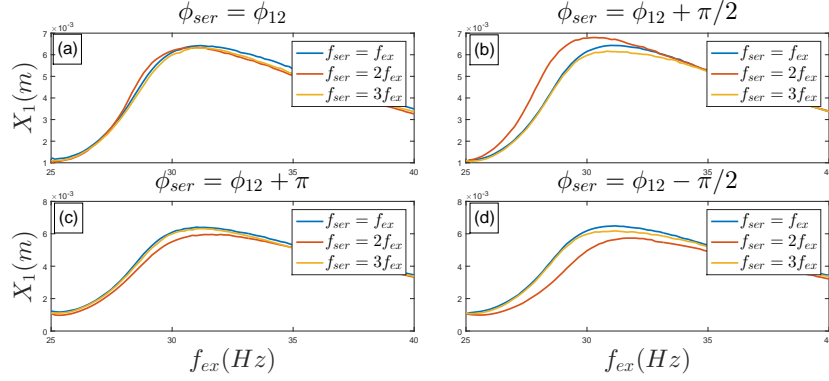 ϕ_ser = ϕ_12
×10^-3
(a)
X_1(m)
7
6
5
4
3
2
1
25 30 35 40
f_ser = f_ex
f_ser = 2f_ex
f_ser = 3f_ex
ϕ_ser = ϕ_12 + π/2
×10^-3
(b)
7
6
5
4
3
2
1
25 30 35 40
f_ser = f_ex
f_ser = 2f_ex
f_ser = 3f_ex
ϕ_ser = ϕ_12 + π
×10^-3
(c)
X_1(m)
8
6
4
2
0
25 30 35 40
f_ex(Hz)
f_ser = f_ex
f_ser = 2f_ex
f_ser = 3f_ex
ϕ_ser = ϕ_12 − π/2
×10^-3
(d)
8
6
4
2
0
25 30 35 40
f_ex(Hz)
f_ser = f_ex
f_ser = 2f_ex
f_ser = 3f_ex